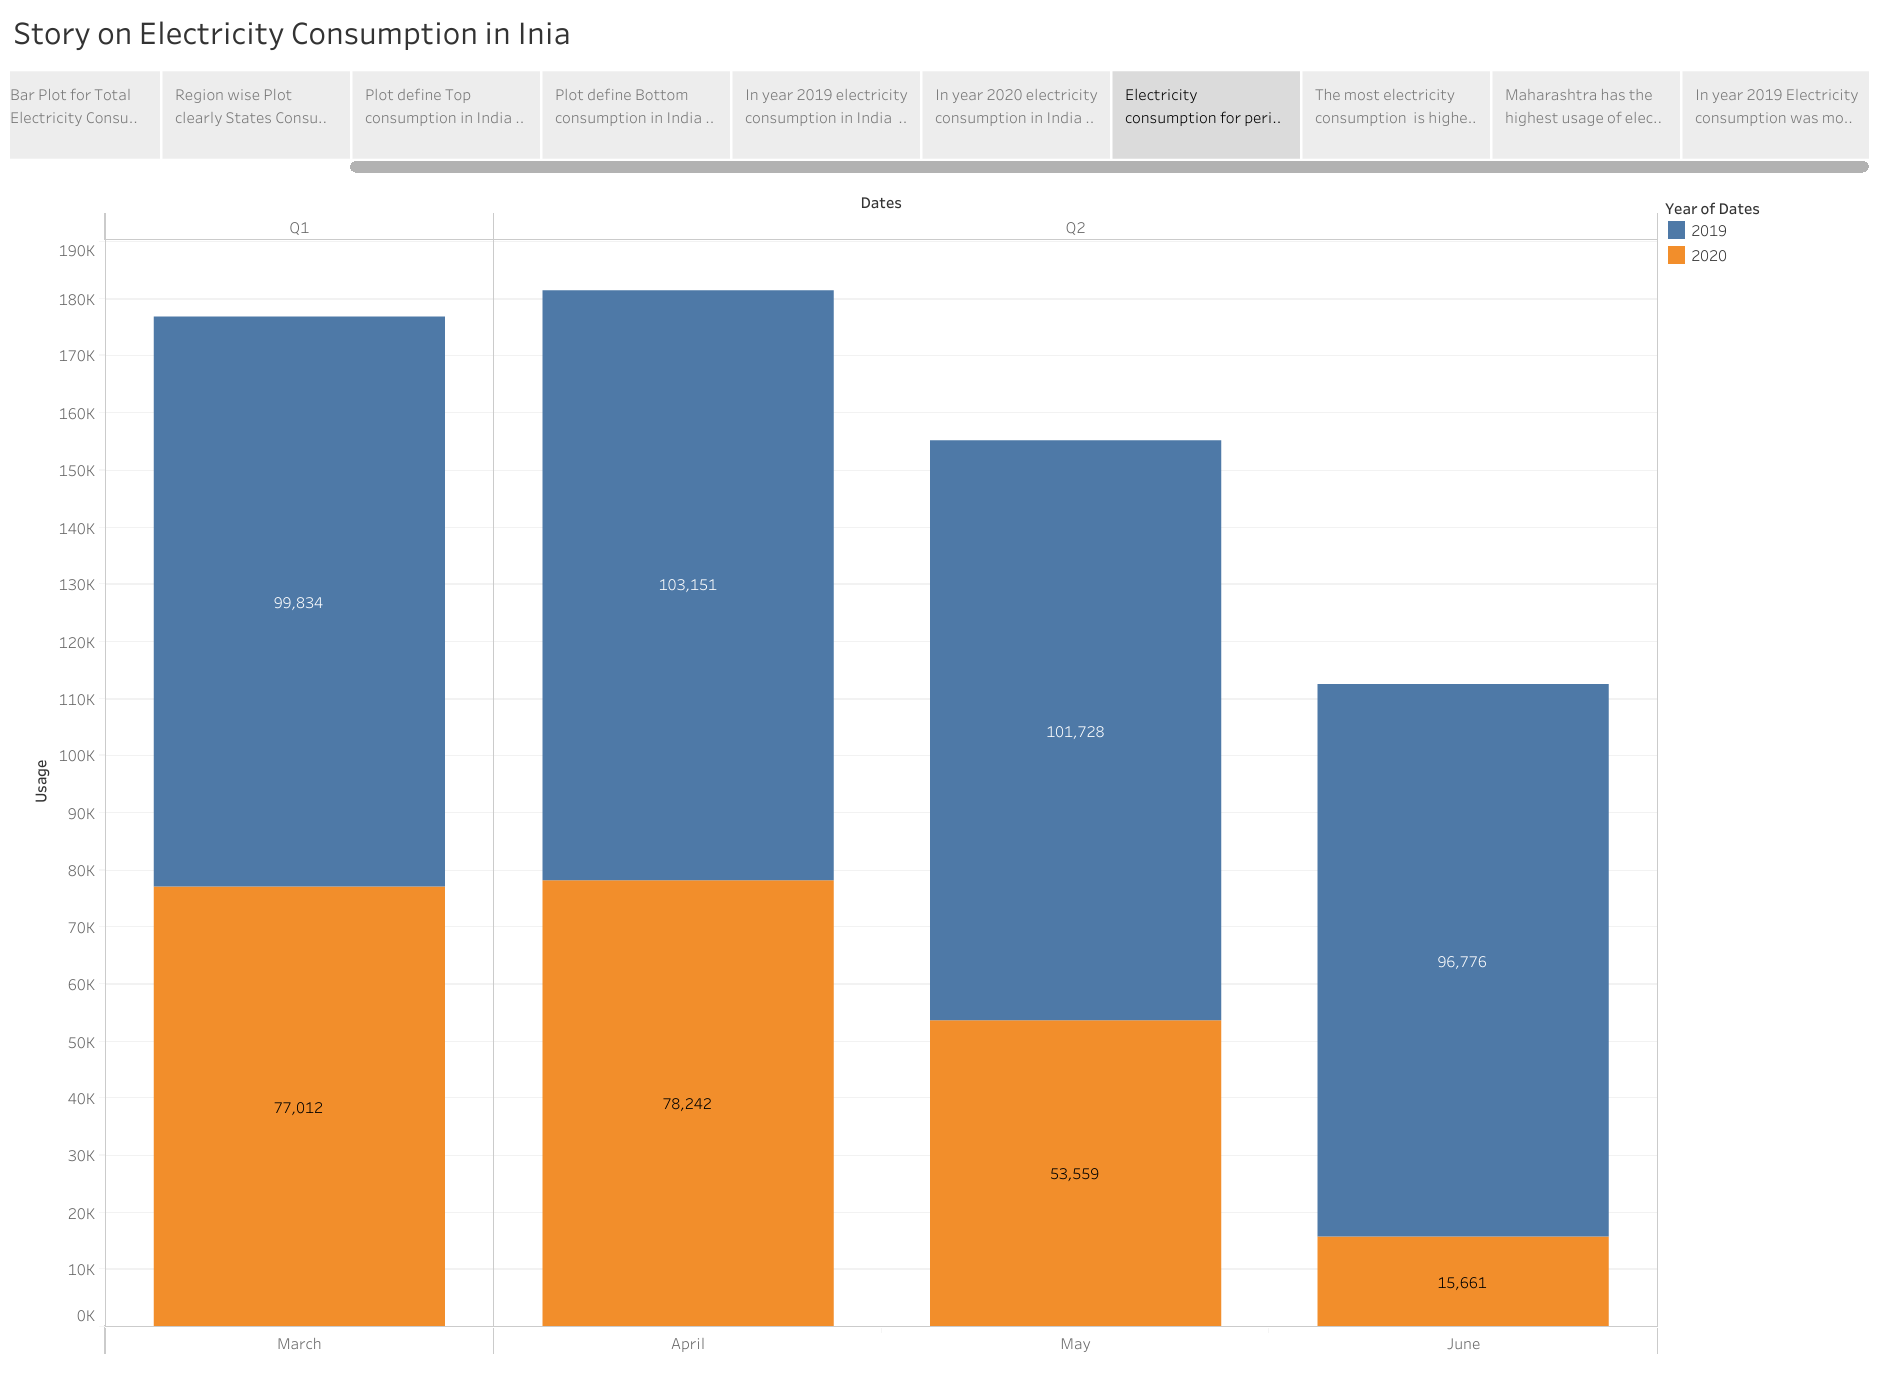 Story on Electricity Consumption in Inia
Bar Plot for Total
Electricity Consu..
Region wise Plot
clearly States Consu..
Plot define Top
consumption in India ..
Plot define Bottom
consumption in India ..
In year 2019 electricity
consumption in India ..
In year 2020 electricity
consumption in India ..
Electricity
consumption for peri..
The most electricity
consumption is highe..
Maharashtra has the
highest usage of elec..
In year 2019 Electricity
consumption was mo..
Dates
Q1
Q2
Year of Dates
2019
2020
190K
180K
170K
160K
150K
140K
130K
120K
110K
100K
90K
80K
70K
60K
50K
40K
30K
20K
10K
0K
Usage
99,834
103,151
101,728
96,776
77,012
78,242
53,559
15,661
March
April
May
June